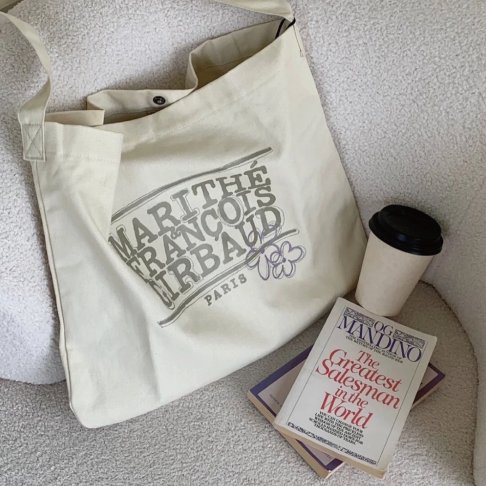 MARITHÉ
FRANÇOIS
GIRBAUD
PARIS
OG
MANDINO
The
Greatest
Salesman
in the
World